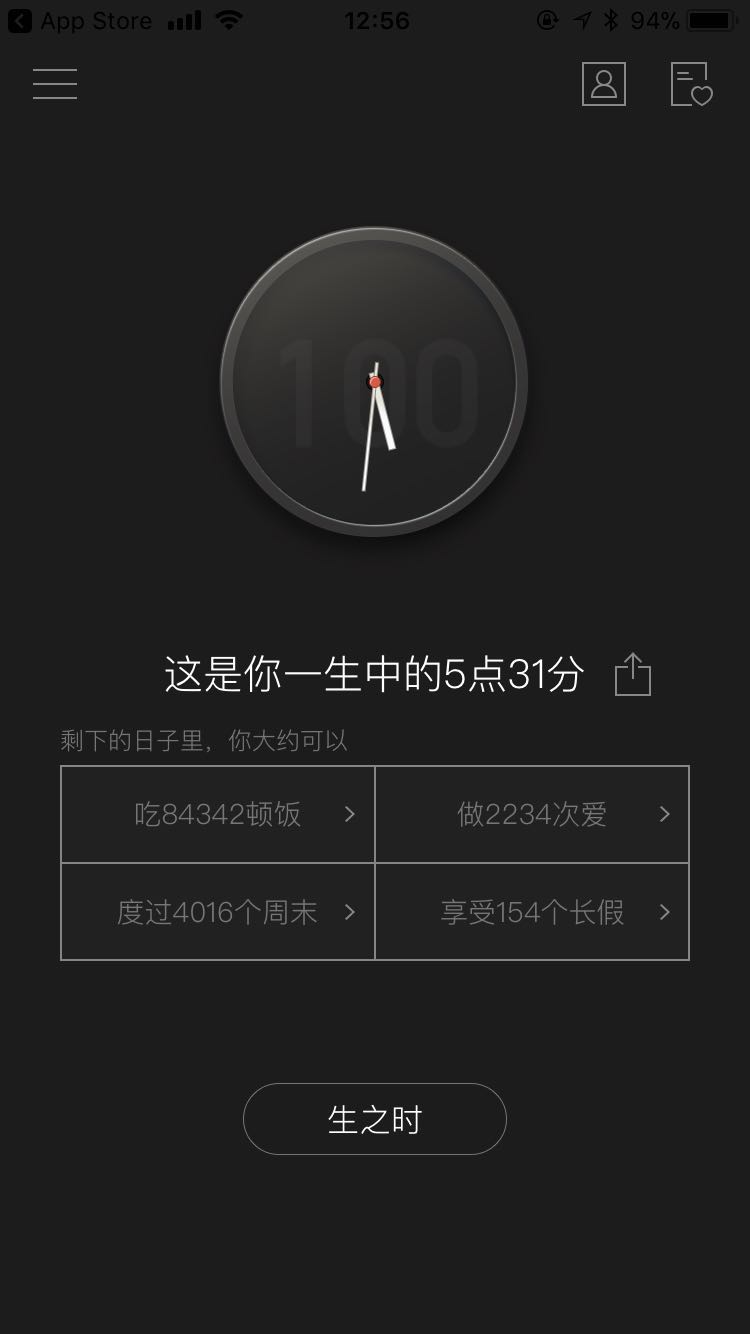 App Store 12:56 94%
100
这是你一生中的5点31分
剩下的日子里，你大约可以
吃84342顿饭
做2234次爱
度过4016个周末
享受154个长假
生之时